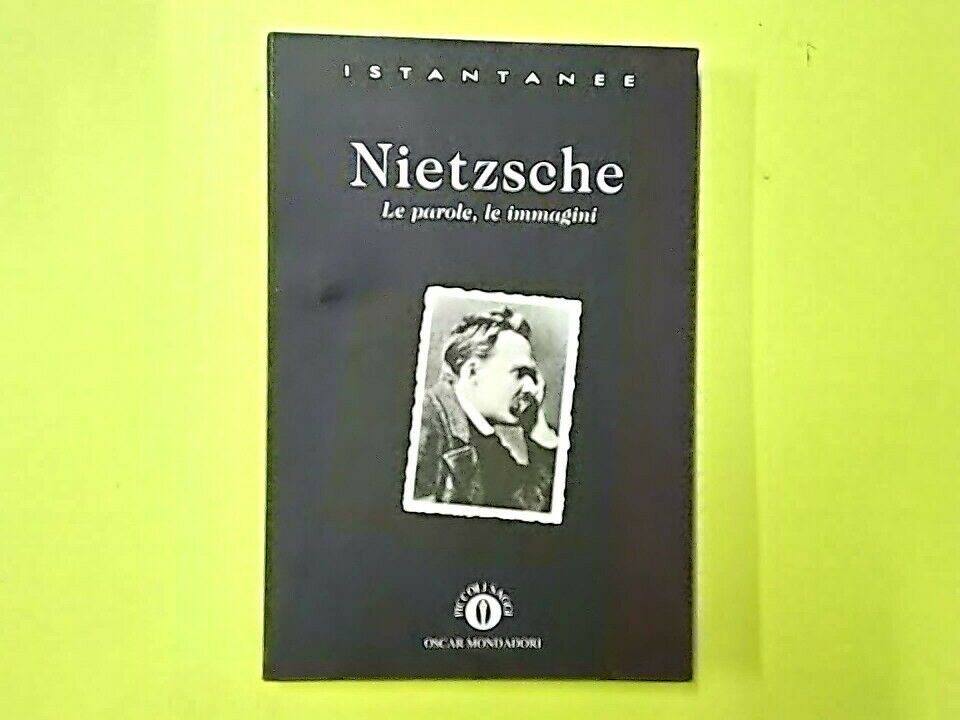 ISTANTANEE
Nietzsche
Le parole, le immagini
PICCOLI SAGGI
OSCAR MONDADORI